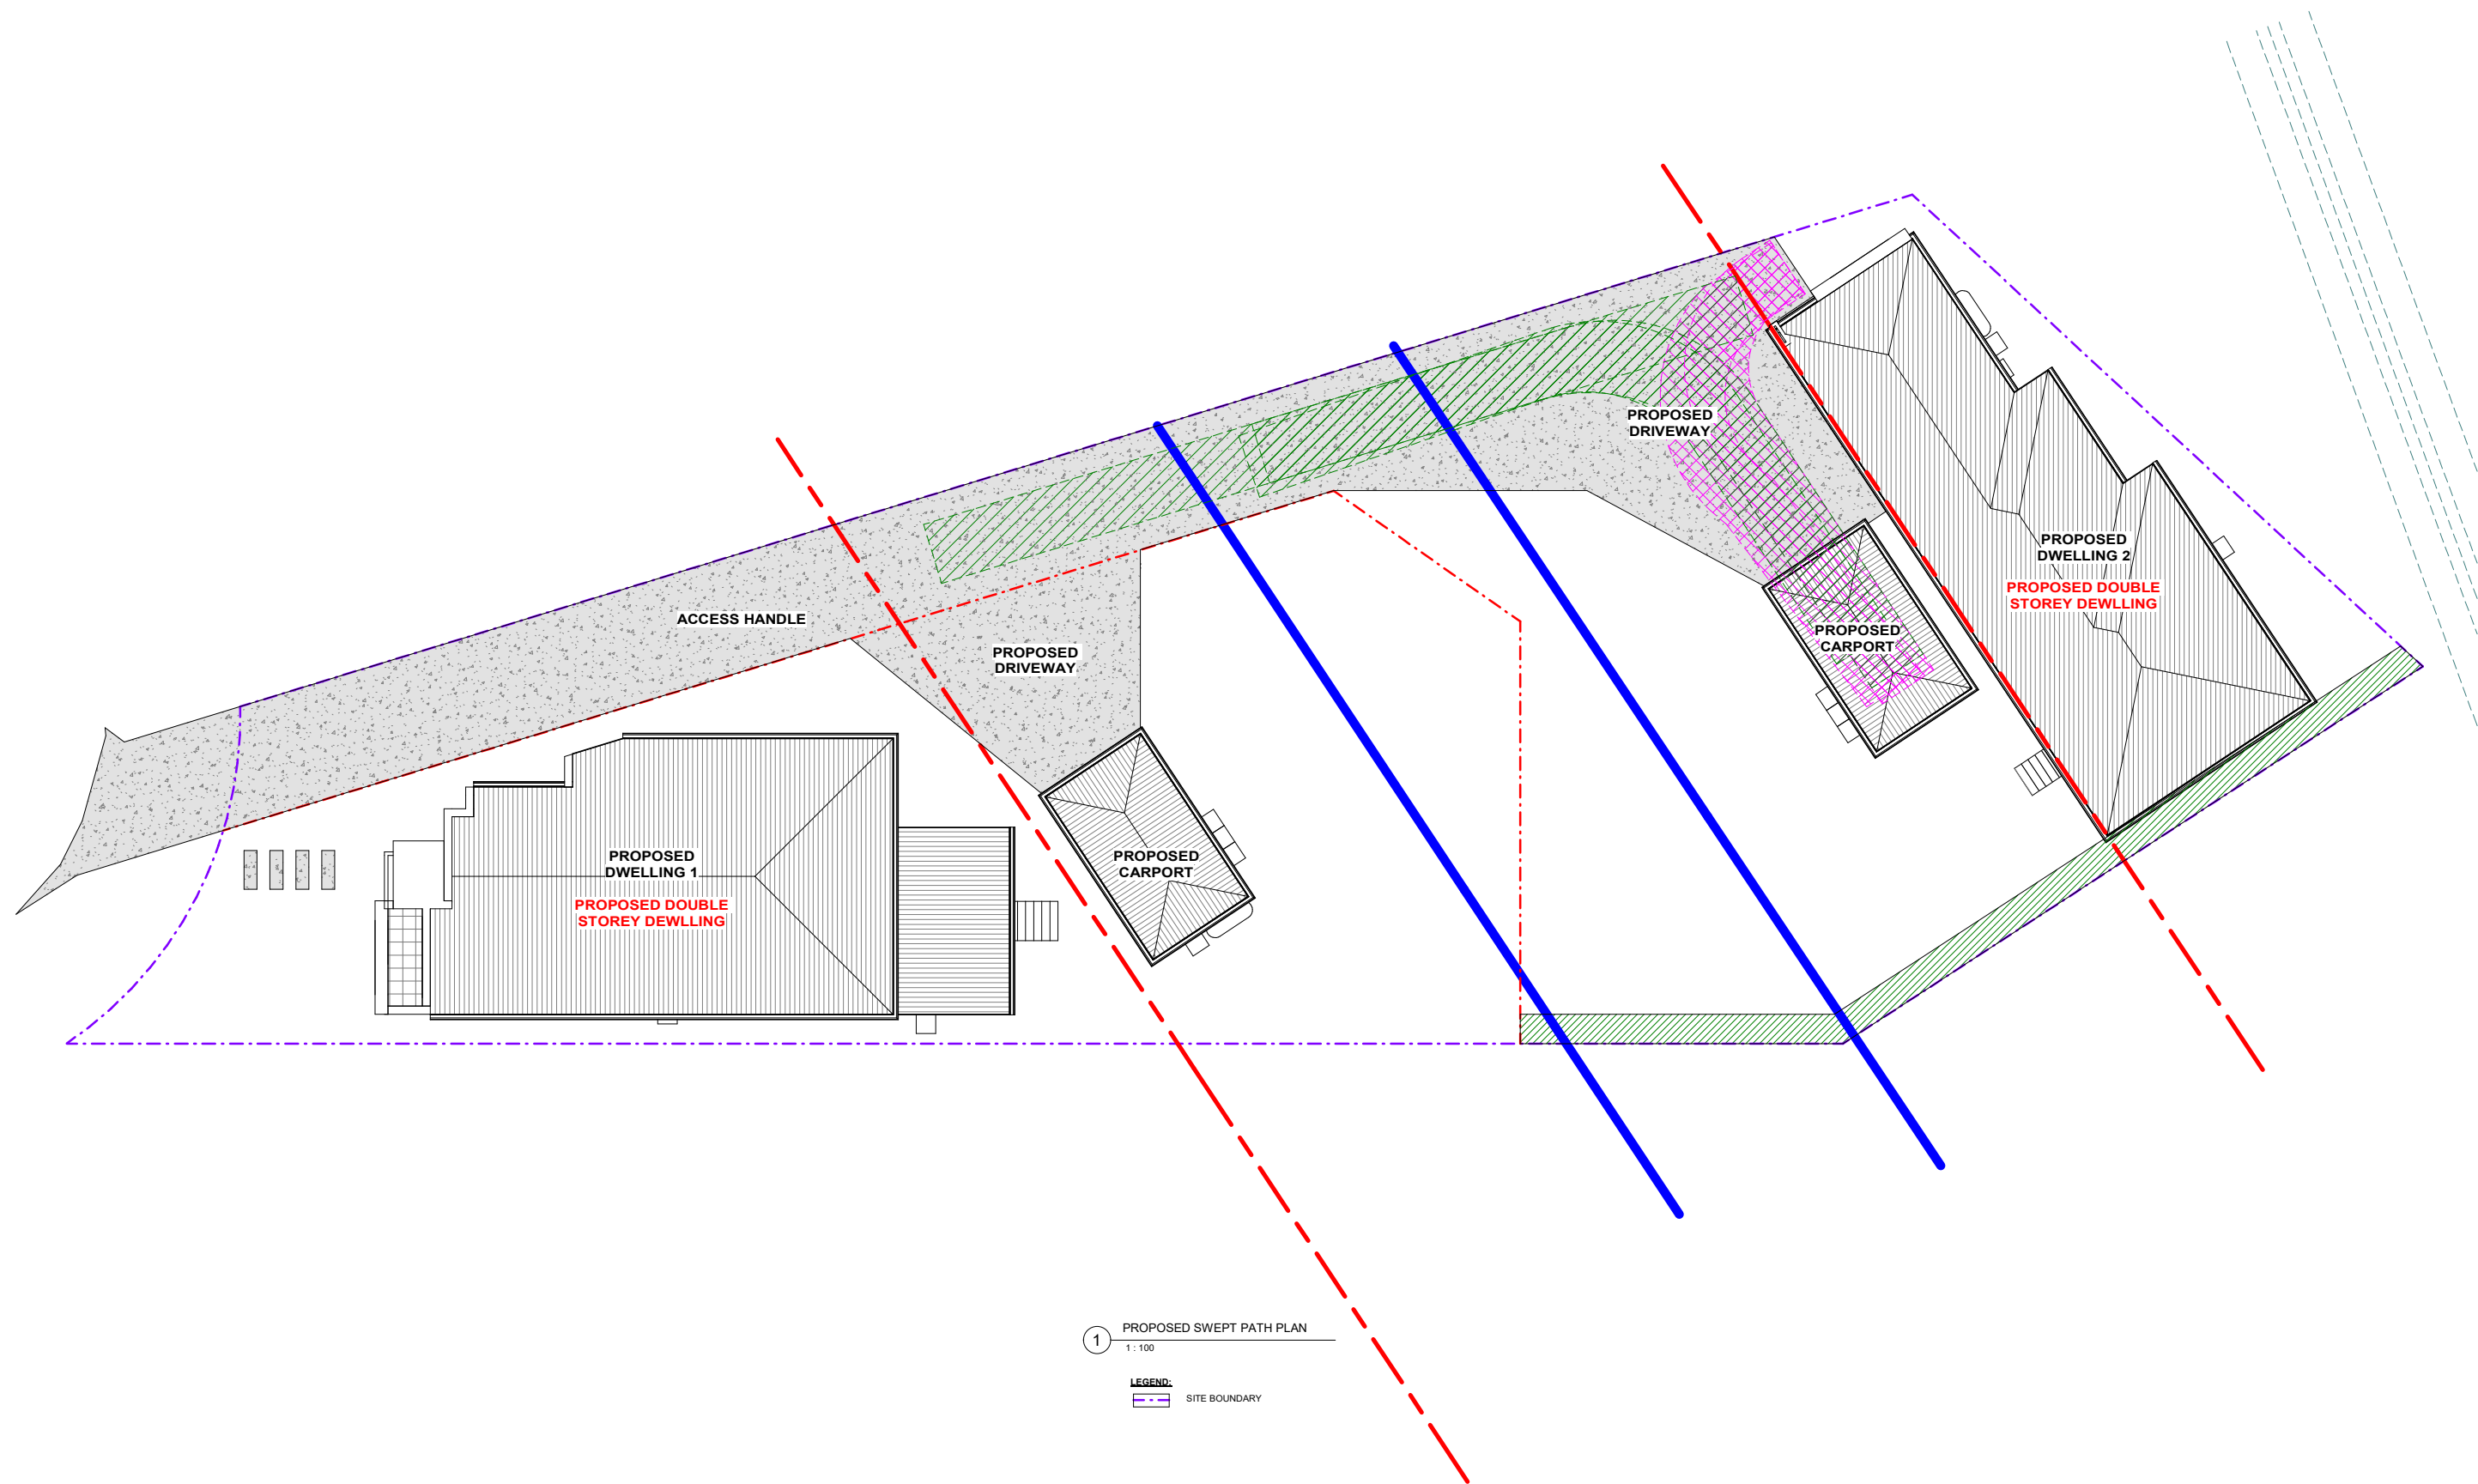 PROPOSED
DRIVEWAY
PROPOSED
DWELLING 2
PROPOSED DOUBLE
STOREY DEWLLING
ACCESS HANDLE
PROPOSED
CARPORT
PROPOSED
DRIVEWAY
PROPOSED
DWELLING 1
PROPOSED DOUBLE
STOREY DEWLLING
PROPOSED
CARPORT
1
PROPOSED SWEPT PATH PLAN
1 : 100
LEGEND:
SITE BOUNDARY